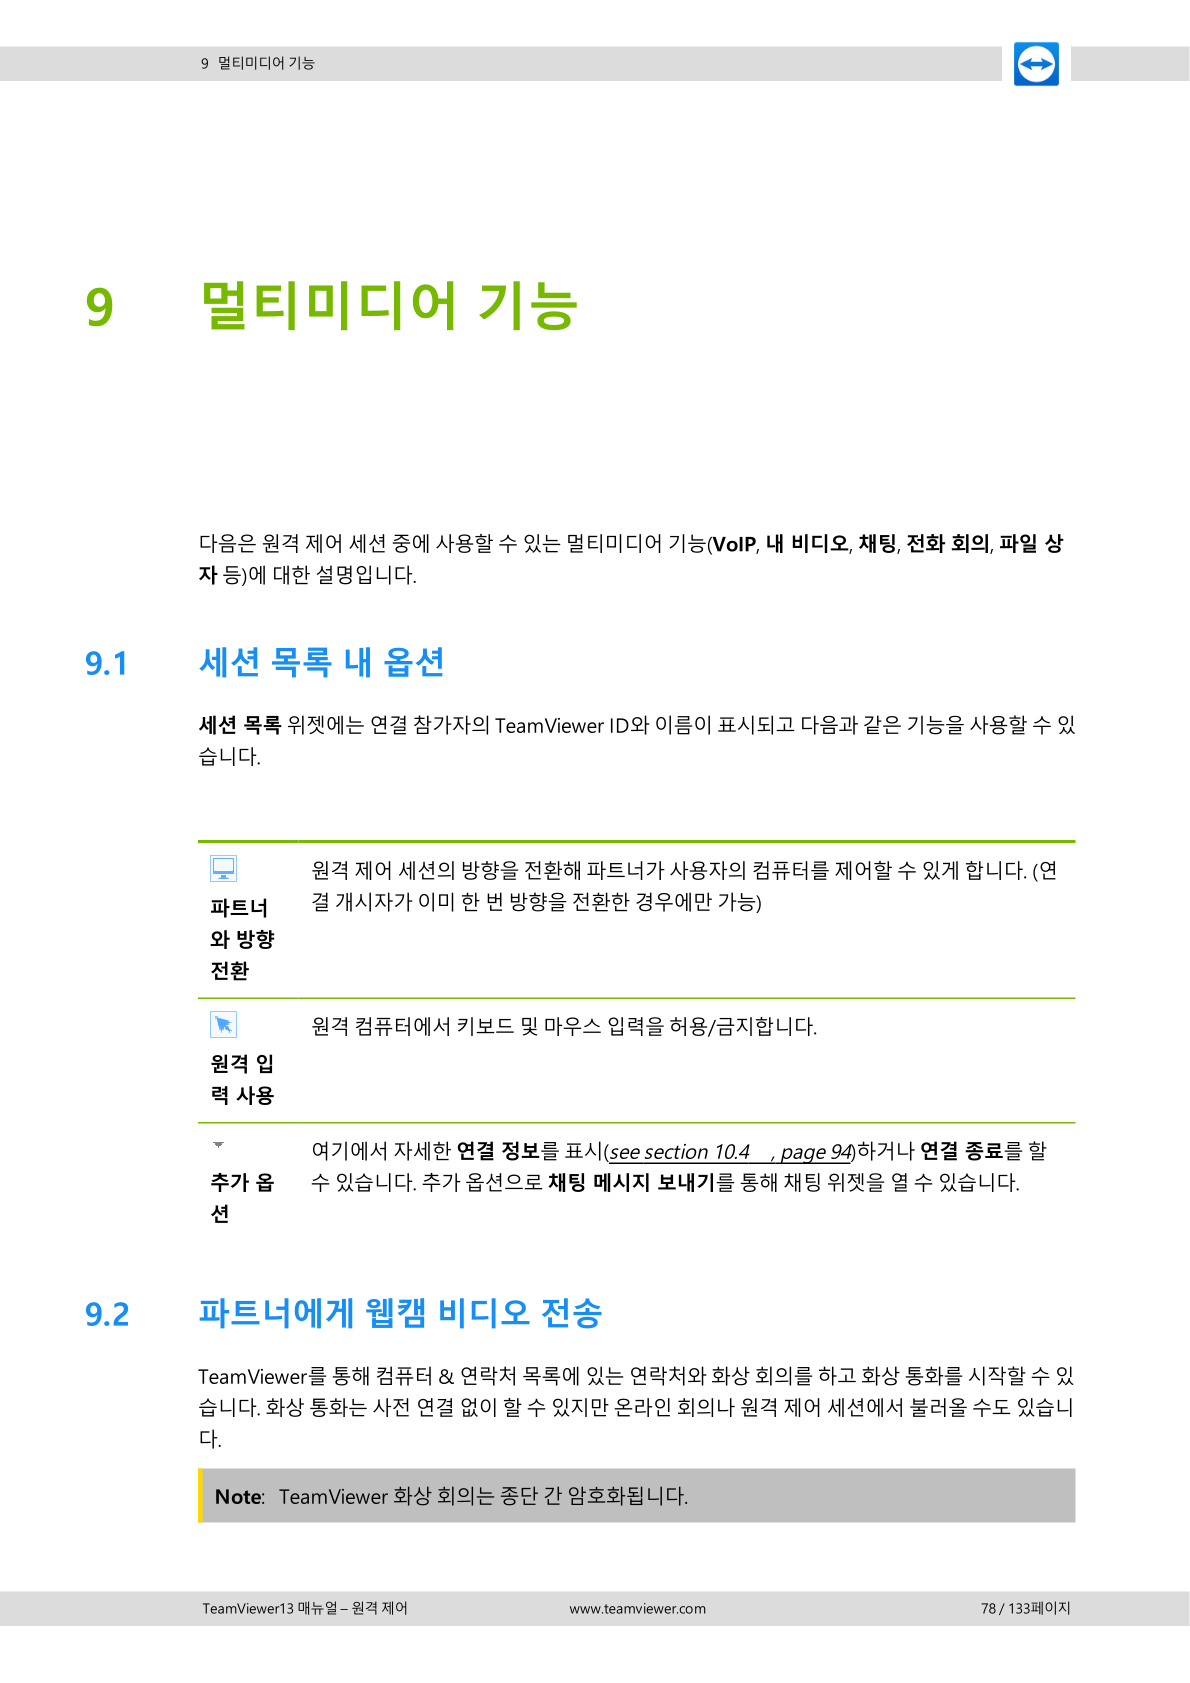 9 멀티미디어 기능
9 멀티미디어 기능
다음은 원격 제어 세션 중에 사용할 수 있는 멀티미디어 기능(VoIP, 내 비디오, 채팅, 전화 회의, 파일 상
자 등)에 대한 설명입니다.
9.1 세션 목록 내 옵션
세션 목록 위젯에는 연결 참가자의 TeamViewer ID와 이름이 표시되고 다음과 같은 기능을 사용할 수 있
습니다.
파트너
와 방향
전환
원격 제어 세션의 방향을 전환해 파트너가 사용자의 컴퓨터를 제어할 수 있게 합니다. (연
결 개시자가 이미 한 번 방향을 전환한 경우에만 가능)
원격 입
력 사용
원격 컴퓨터에서 키보드 및 마우스 입력을 허용/금지합니다.
추가 옵
션
여기에서 자세한 연결 정보를 표시(see section 10.4 , page 94)하거나 연결 종료를 할
수 있습니다. 추가 옵션으로 채팅 메시지 보내기를 통해 채팅 위젯을 열 수 있습니다.
9.2 파트너에게 웹캠 비디오 전송
TeamViewer를 통해 컴퓨터 & 연락처 목록에 있는 연락처와 화상 회의를 하고 화상 통화를 시작할 수 있
습니다. 화상 통화는 사전 연결 없이 할 수 있지만 온라인 회의나 원격 제어 세션에서 불러올 수도 있습니
다.
Note: TeamViewer 화상 회의는 종단 간 암호화됩니다.
TeamViewer13 매뉴얼 – 원격 제어 www.teamviewer.com 78 / 133페이지